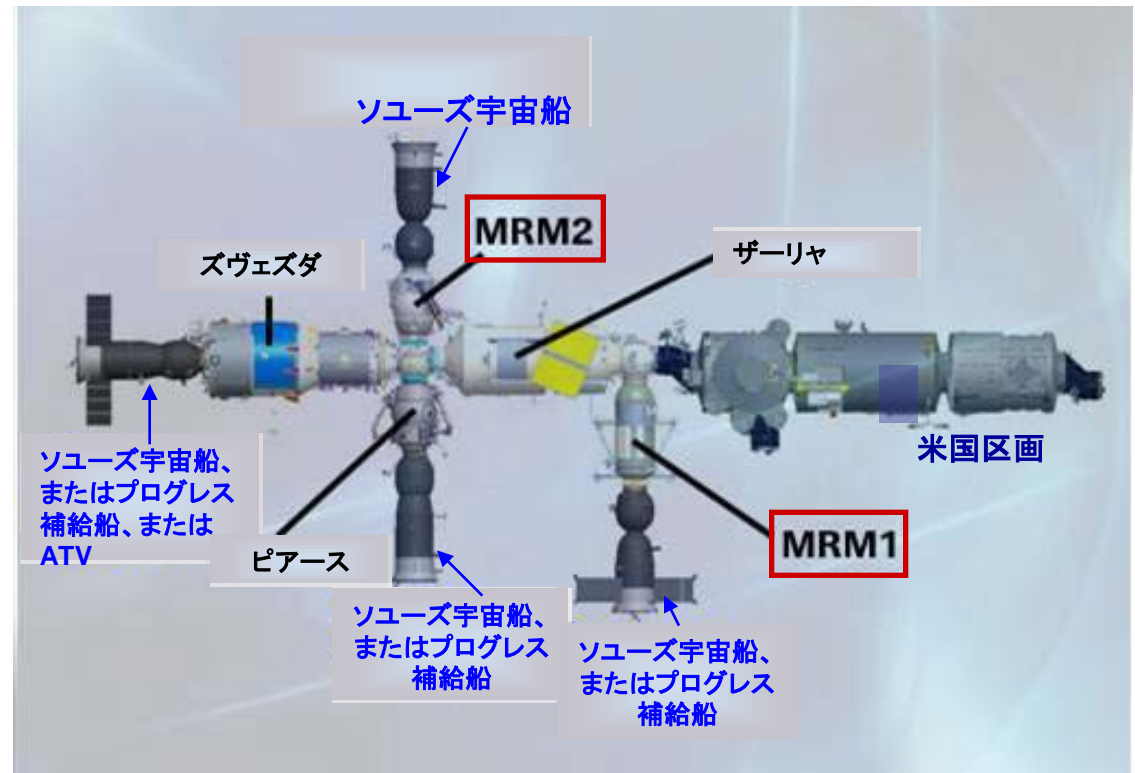 ソユーズ宇宙船
MRM2
ザーリャ
ズヴェズダ
米国区画
ソユーズ宇宙船、
またはプログレス
補給船、または
ATV
MRM1
ピアース
ソユーズ宇宙船、
またはプログレス
補給船
ソユーズ宇宙船、
またはプログレス
補給船